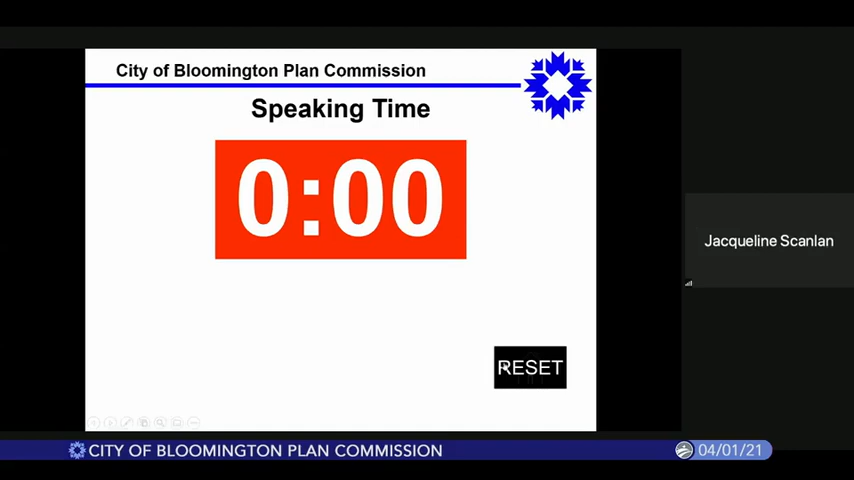 City of Bloomington Plan Commission
Speaking Time
0:00
Jacqueline Scanlan
RESET
CITY OF BLOOMINGTON PLAN COMMISSION
04/01/21